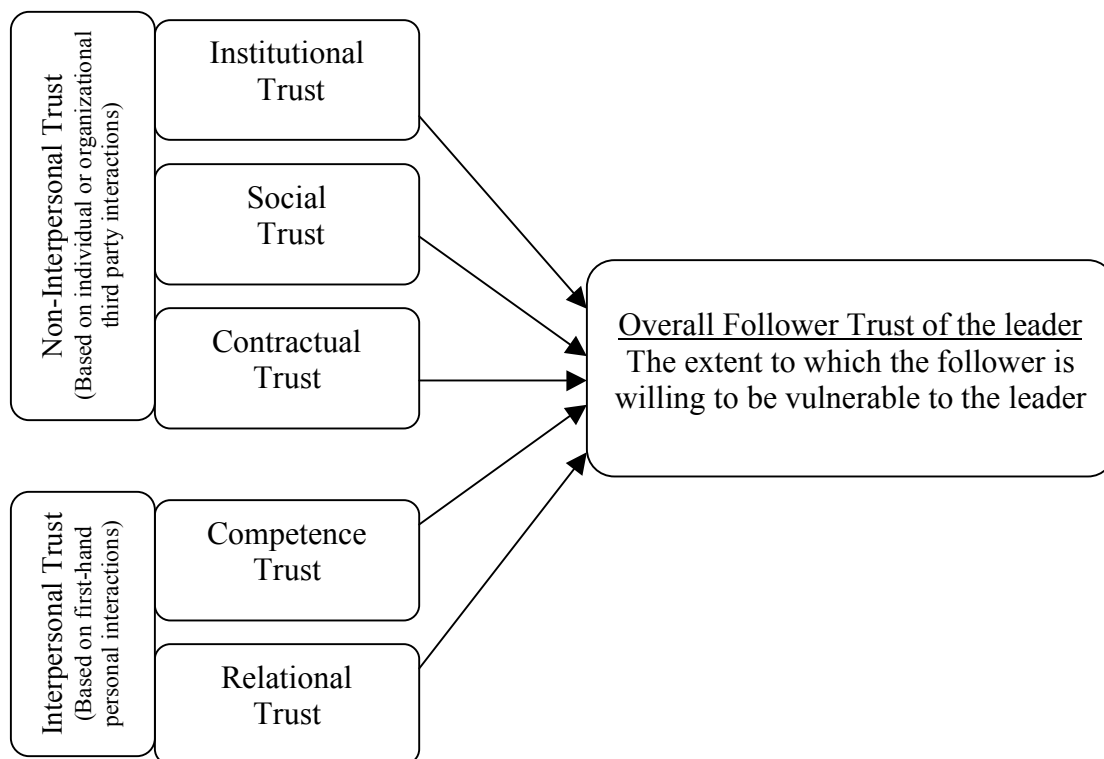 Non-Interpersonal Trust
(Based on individual or organizational
third party interactions)
Institutional
Trust
Social
Trust
Contractual
Trust
Overall Follower Trust of the leader
The extent to which the follower is
willing to be vulnerable to the leader
Interpersonal Trust
(Based on first-hand
personal interactions)
Competence
Trust
Relational
Trust